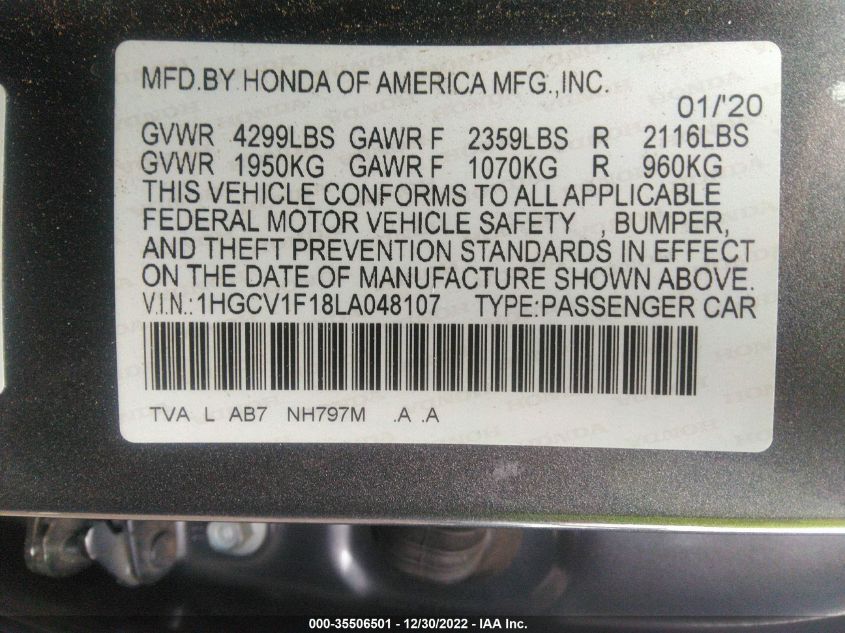 MFD.BY HONDA OF AMERICA MFG.,INC.
01/'20
GVWR 4299LBS GAWR F 2359LBS R 2116LBS
GVWR 1950KG GAWR F 1070KG R 960KG
THIS VEHICLE CONFORMS TO ALL APPLICABLE
FEDERAL MOTOR VEHICLE SAFETY , BUMPER,
AND THEFT PREVENTION STANDARDS IN EFFECT
ON THE DATE OF MANUFACTURE SHOWN ABOVE.
V.I.N.:1HGCV1F18LA048107 TYPE:PASSENGER CAR
TVA L AB7 NH797M .A .A
000-35506501 - 12/30/2022 - IAA Inc.